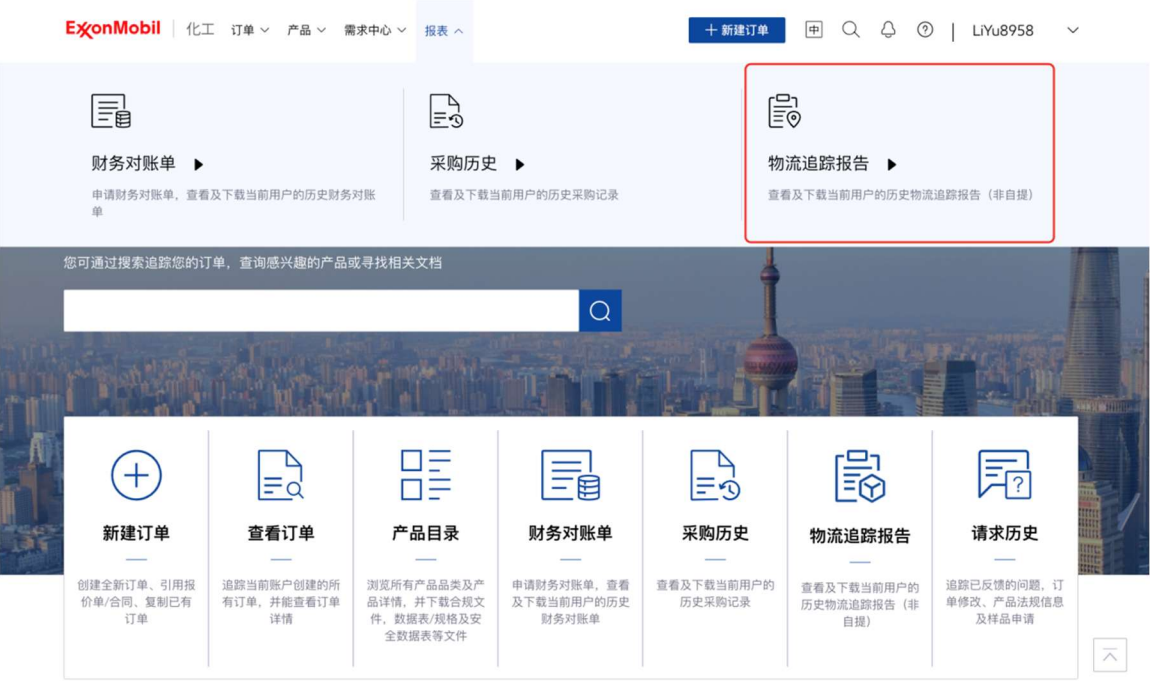 ExxonMobil 化工 订单 产品 需求中心 报表 新建订单 中 LiYu8958
财务对账单 采购历史 物流追踪报告
申请财务对账单，查看及下载当前用户的历史财务对账 查看及下载当前用户的历史采购记录 查看及下载当前用户的历史物流追踪报告（非自提）
单
您可通过搜索追踪您的订单，查询感兴趣的产品或寻找相关文档
新建订单 查看订单 产品目录 财务对账单 采购历史 物流追踪报告 请求历史
创建全新订单、引用报 追踪当前账户创建的所 浏览所有产品品类及产 申请财务对账单，查看 查看及下载当前用户的 查看及下载当前用户的 追踪已反馈的问题，订
价单/合同、复制已有 有订单，并能查看订单 品详情，并下载合规文 及下载当前用户的历史 历史采购记录 历史物流追踪报告（非 单修改、产品法规信息
订单 详情 件，数据表/规格及安 财务对账单 自提） 及样品申请
全数据表等文件